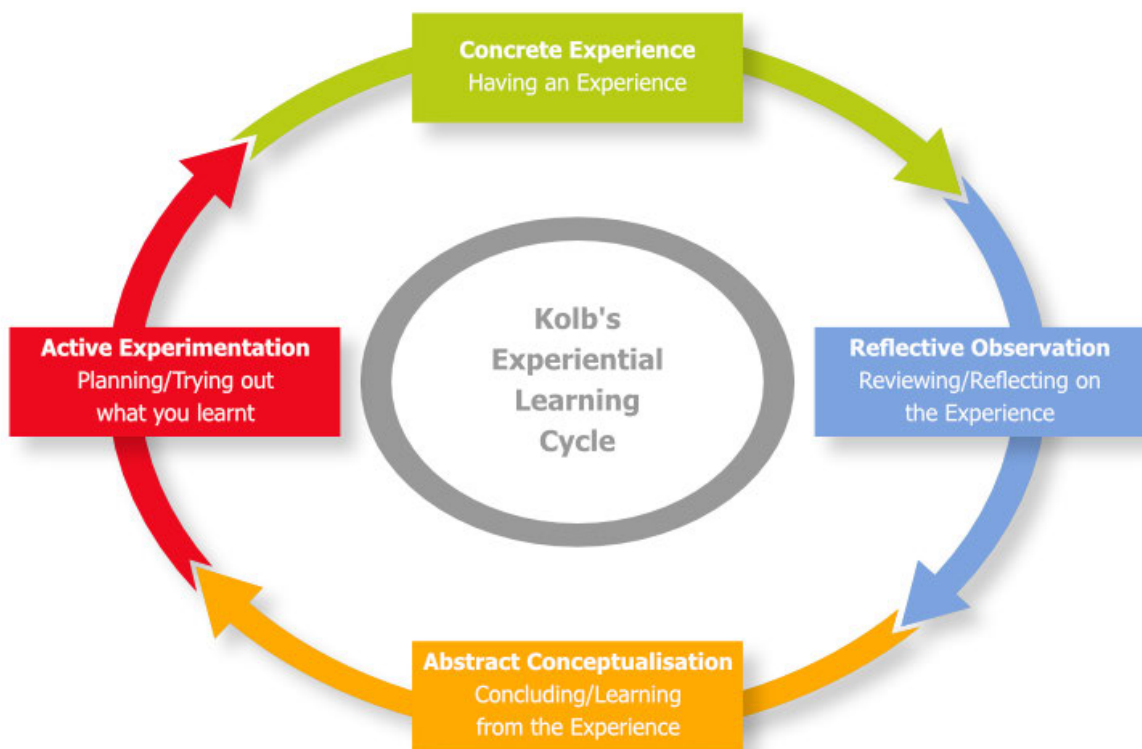 Concrete Experience
Having an Experience
Kolb's
Experiential
Learning
Cycle
Active Experimentation
Planning/Trying out
what you learnt
Reflective Observation
Reviewing/Reflecting on
the Experience
Abstract Conceptualisation
Concluding/Learning
from the Experience